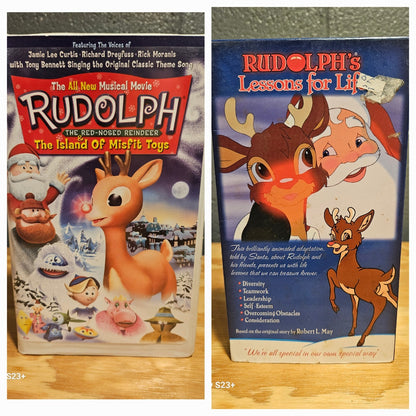 Featuring The Voices of
Jamie Lee Curtis · Richard Dreyfuss · Rick Moranis
with Tony Bennett Singing the Original Classic Theme Song
The All New Musical Movie
RUDOLPH
THE RED-NOSED REINDEER
& The Island Of Misfit Toys
S23+
RUDOLPH'S
Lessons for Lif
This brilliantly animated adaptation,
told by Santa, about Rudolph and
his friends, presents us with life
lessons that we can treasure forever.
• Diversity
• Teamwork
• Leadership
• Self-Esteem
• Overcoming Obstacles
• Consideration
Based on the original story by Robert L. May
"We're all special in our own special way"
S23+